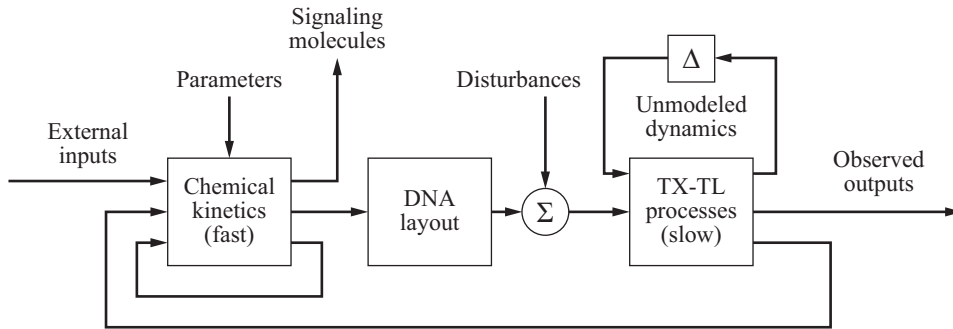 Signaling
molecules
Parameters
Disturbances
Δ
Unmodeled
dynamics
External
inputs
Observed
outputs
Chemical
kinetics
(fast)
DNA
layout
Σ
TX-TL
processes
(slow)